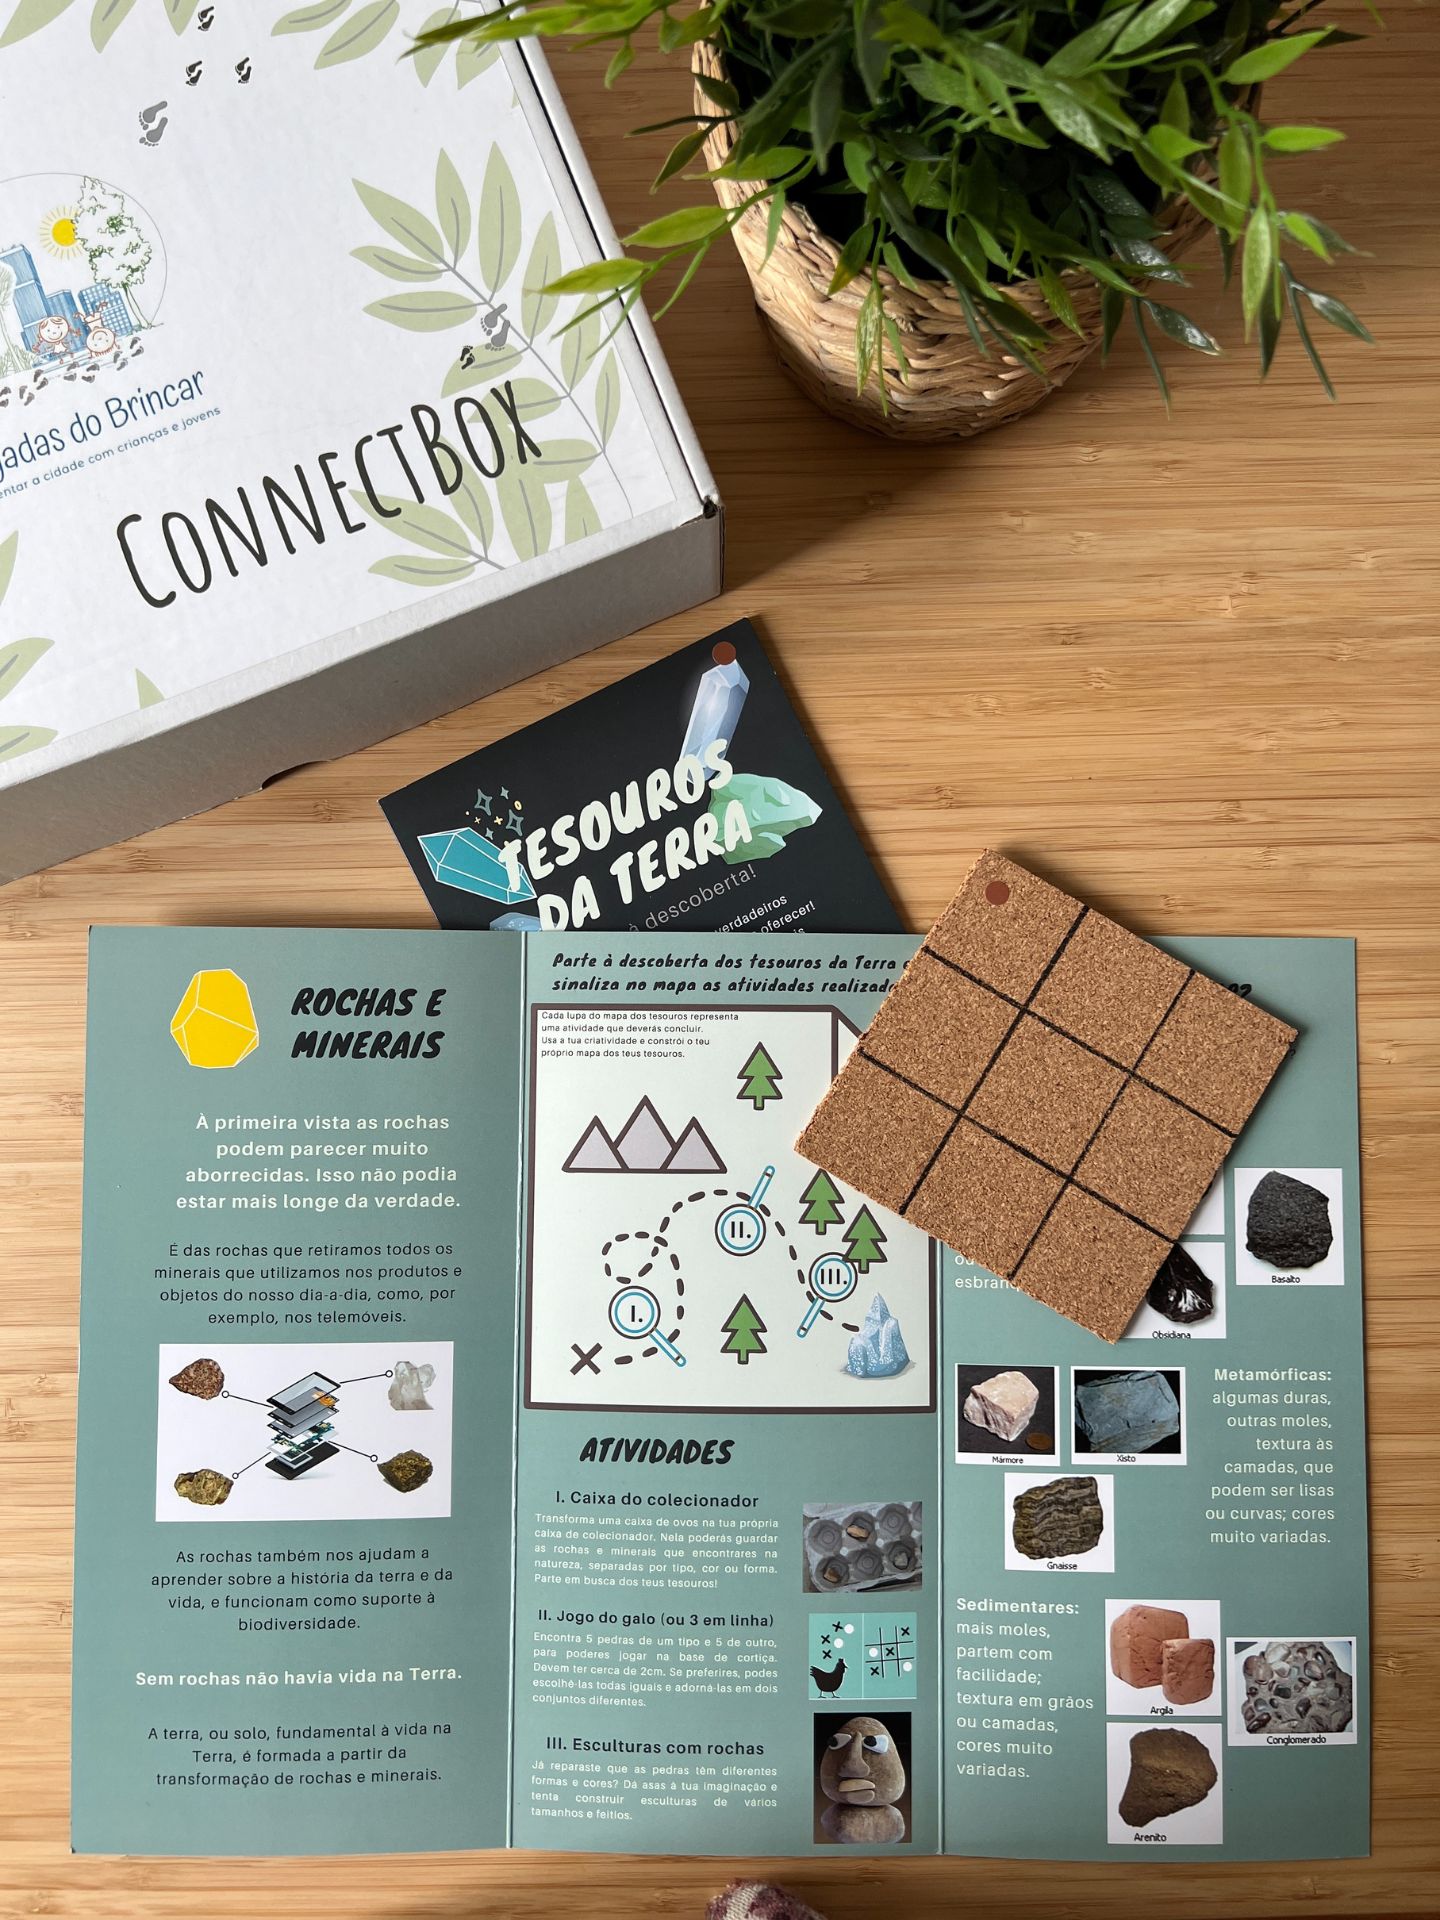 do Brincar
a cidade com crianças e jovens
CONNECTBOX
TESOUROS
DA TERRA
à descoberta!
verdadeiros
oferecer!
ROCHAS E
MINERAIS
À primeira vista as rochas
podem parecer muito
aborrecidas. Isso não podia
estar mais longe da verdade.
É das rochas que retiramos todos os
minerais que utilizamos nos produtos e
objetos do nosso dia-a-dia, como, por
exemplo, nos telemóveis.
As rochas também nos ajudam a
aprender sobre a história da terra e da
vida, e funcionam como suporte à
biodiversidade.
Sem rochas não havia vida na Terra.
A terra, ou solo, fundamental à vida na
Terra, é formada a partir da
transformação de rochas e minerais.
Parte à descoberta dos tesouros da Terra e
sinaliza no mapa as atividades
Cada lupa do mapa dos tesouros representa
uma atividade que deverás concluir.
Usa a tua criatividade e constrói o teu
próprio mapa dos teus tesouros.
II.
III.
I.
ATIVIDADES
I. Caixa do colecionador
Transforma uma caixa de ovos na tua própria
caixa de colecionador. Nela poderás guardar
as rochas e minerais que encontrares na
natureza, separadas por tipo, cor ou forma.
Parte em busca dos teus tesouros!
II. Jogo do galo (ou 3 em linha)
Encontra 5 pedras de um tipo e 5 de outro,
para poderes jogar na base de cortiça.
Devem ter cerca de 2cm. Se preferires, podes
escolhê-las todas iguais e adorná-las em dois
conjuntos diferentes.
III. Esculturas com rochas
Já reparaste que as pedras têm diferentes
formas e cores? Dá asas à tua imaginação e
tenta construir esculturas de vários
tamanhos e feitios.
ou
Basalto
Obsidiana
Mármore
Xisto
Gnaisse
Metamórficas:
algumas duras,
outras moles,
textura às
camadas, que
podem ser lisas
ou curvas; cores
muito variadas.
Sedimentares:
mais moles,
partem com
facilidade;
textura em grãos
ou camadas,
cores muito
variadas.
Argila
Conglomerado
Arenito